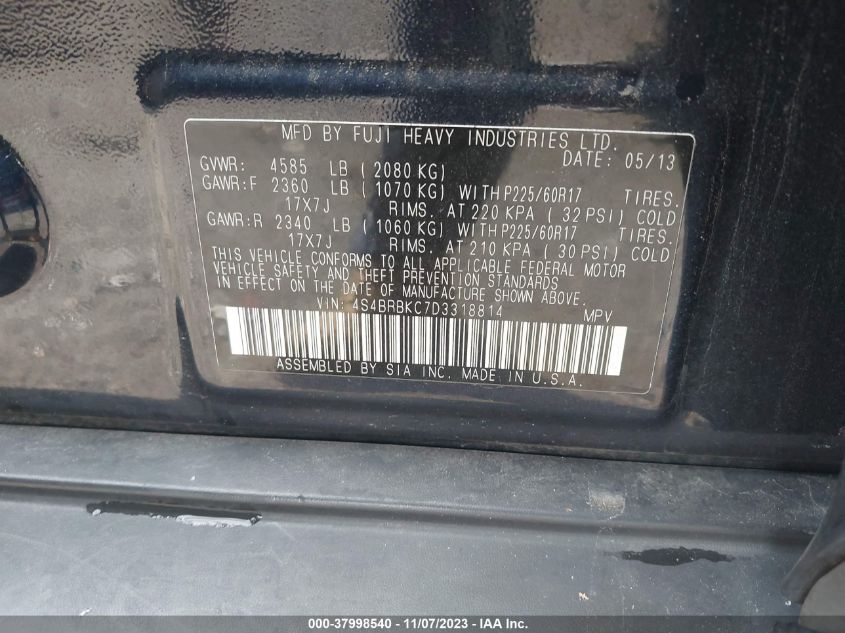 MFD BY FUJI HEAVY INDUSTRIES LTD.
DATE: 05/13
GVWR: 4585 LB ( 2080 KG)
GAWR:F 2360 LB ( 1070 KG) WITH P225/60R17 TIRES.
17X7J RIMS. AT 220 KPA ( 32 PSI) COLD
GAWR:R 2340 LB ( 1060 KG) WITH P225/60R17 TIRES.
17X7J RIMS. AT 210 KPA ( 30 PSI) COLD
THIS VEHICLE CONFORMS TO ALL APPLICABLE FEDERAL MOTOR
VEHICLE SAFETY AND THEFT PREVENTION STANDARDS
IN EFFECT ON THE DATE OF MANUFACTURE SHOWN ABOVE.
VIN: 4S4BRBKC7D3318814 MPV
ASSEMBLED BY SIA INC. MADE IN U.S.A.
000-37998540 - 11/07/2023 - IAA Inc.